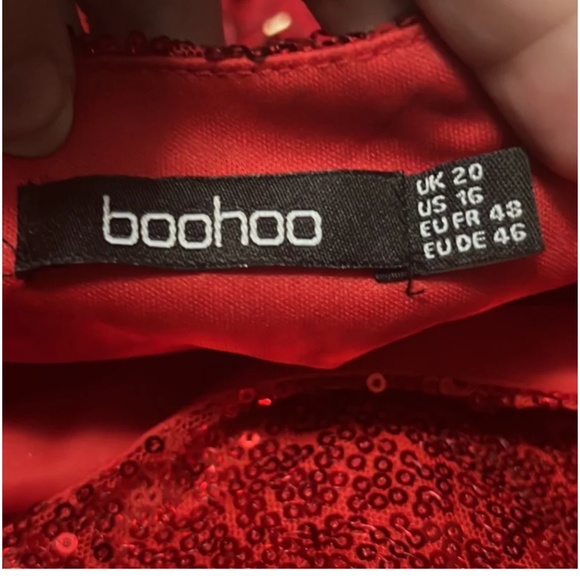 boohoo
UK 20
US 16
EU FR 48
EU DE 46